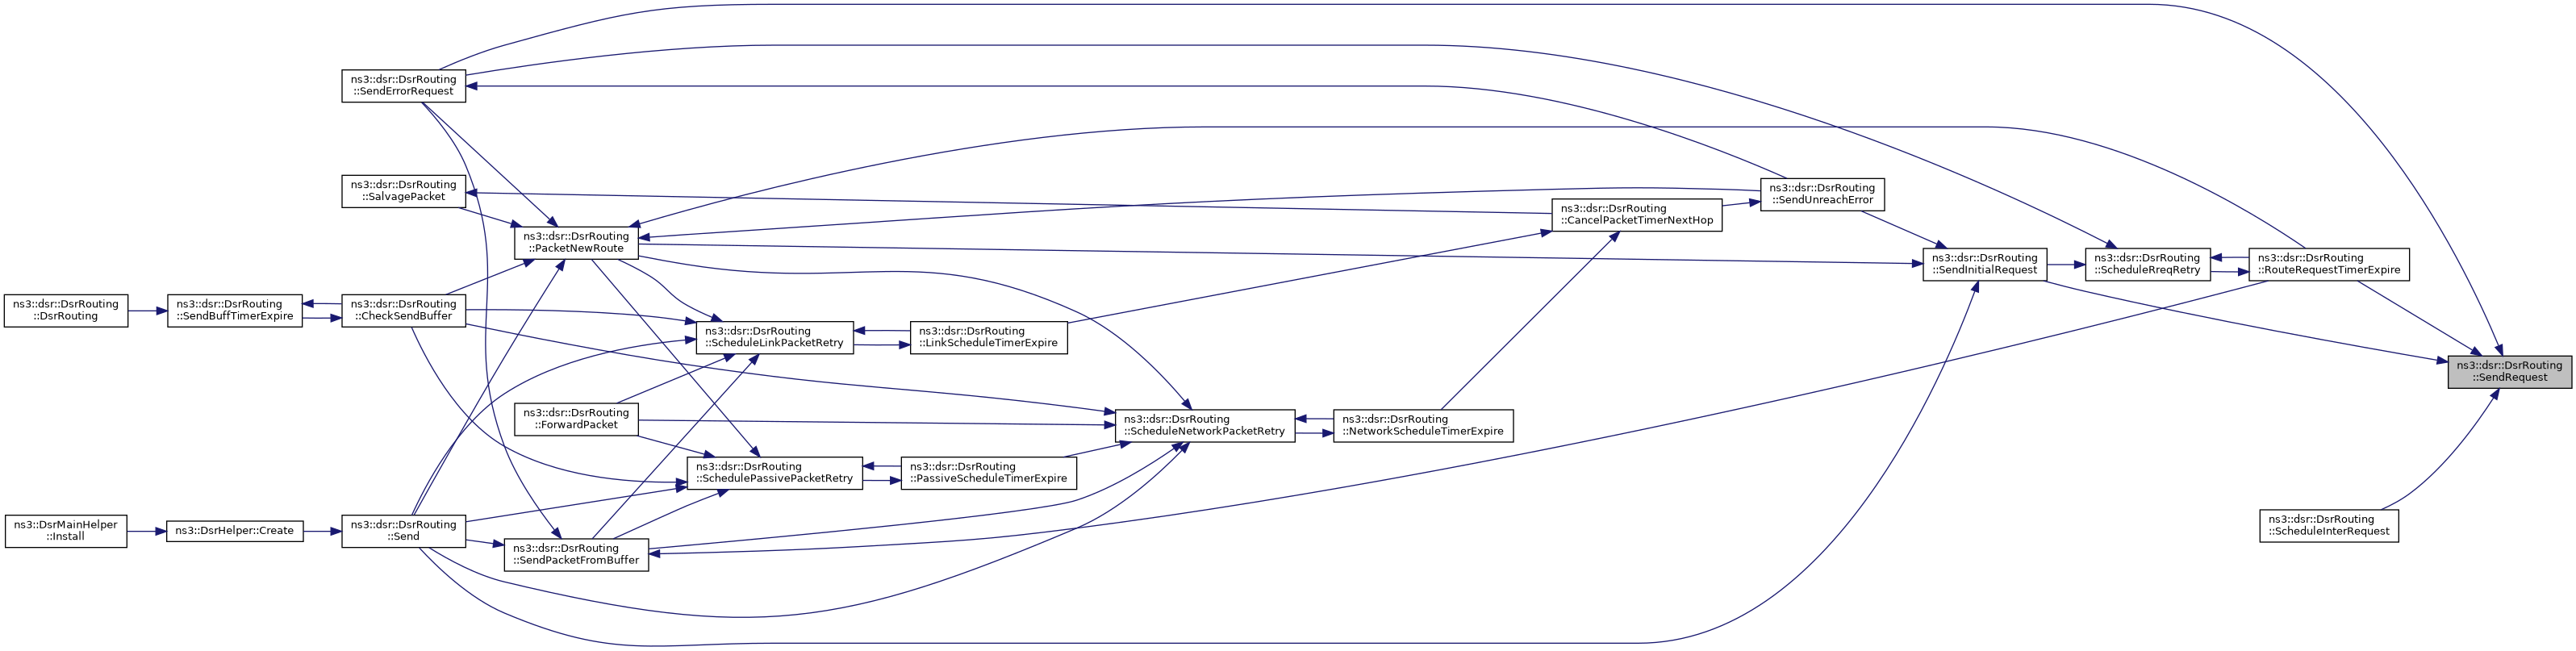 ns3::dsr::DsrRouting
::SendErrorRequest
ns3::dsr::DsrRouting
::SalvagePacket
ns3::dsr::DsrRouting
::SendUnreachError
ns3::dsr::DsrRouting
::CancelPacketTimerNextHop
ns3::dsr::DsrRouting
::PacketNewRoute
ns3::dsr::DsrRouting
::SendInitialRequest
ns3::dsr::DsrRouting
::ScheduleRreqRetry
ns3::dsr::DsrRouting
::RouteRequestTimerExpire
ns3::dsr::DsrRouting
::DsrRouting
ns3::dsr::DsrRouting
::SendBuffTimerExpire
ns3::dsr::DsrRouting
::CheckSendBuffer
ns3::dsr::DsrRouting
::ScheduleLinkPacketRetry
ns3::dsr::DsrRouting
::LinkScheduleTimerExpire
ns3::dsr::DsrRouting
::SendRequest
ns3::dsr::DsrRouting
::ForwardPacket
ns3::dsr::DsrRouting
::ScheduleNetworkPacketRetry
ns3::dsr::DsrRouting
::NetworkScheduleTimerExpire
ns3::dsr::DsrRouting
::SchedulePassivePacketRetry
ns3::dsr::DsrRouting
::PassiveScheduleTimerExpire
ns3::DsrMainHelper
::Install
ns3::DsrHelper::Create
ns3::dsr::DsrRouting
::Send
ns3::dsr::DsrRouting
::SendPacketFromBuffer
ns3::dsr::DsrRouting
::ScheduleInterRequest